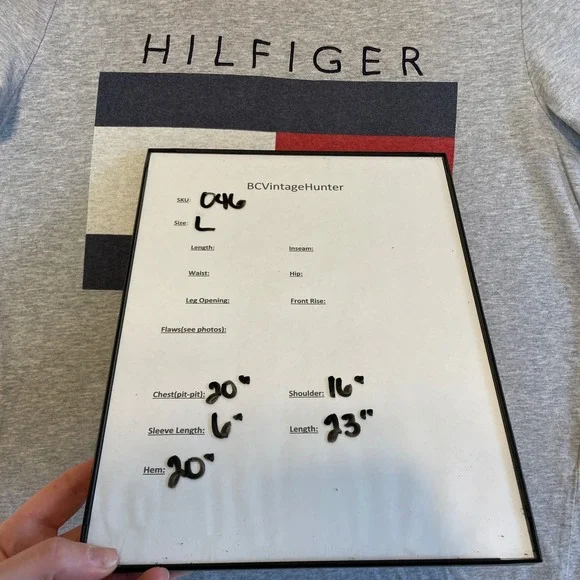 HILFIGER
BCVintageHunter
SKU: 046
Size: L
Length: Inseam:
Waist: Hip:
Leg Opening: Front Rise:
Flaws(see photos):
Chest(pit-pit): 20" Shoulder: 16"
Sleeve Length: 6" Length: 23"
Hem: 20"